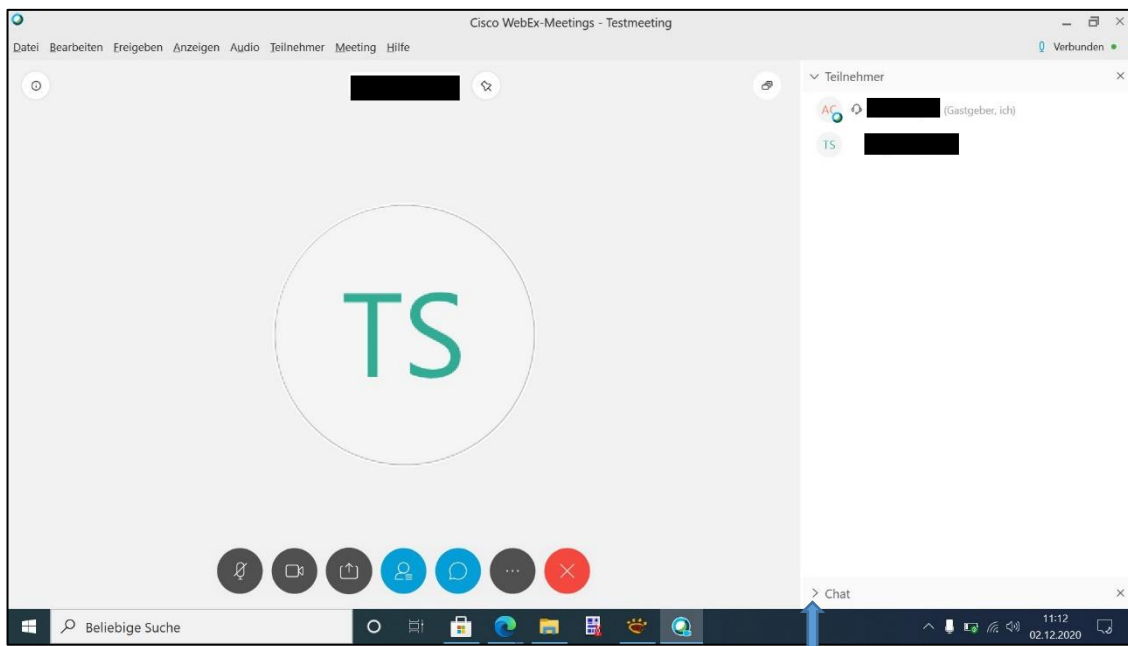 Cisco WebEx-Meetings - Testmeeting
Datei Bearbeiten Freigeben Anzeigen Audio Teilnehmer Meeting Hilfe
Verbunden
Teilnehmer
AC (Gastgeber, ich)
TS
TS
Chat
Beliebige Suche
11:12
02.12.2020